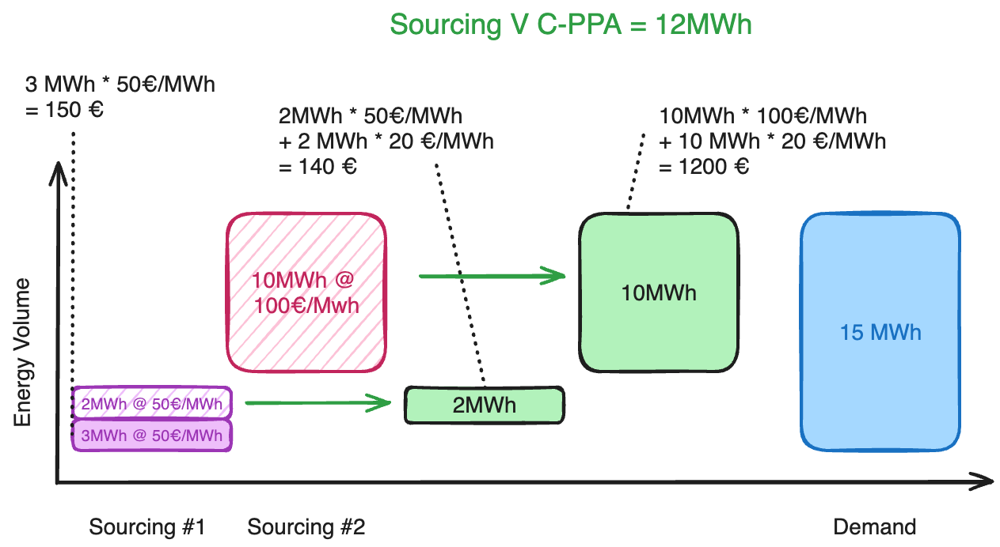 Sourcing V C-PPA = 12MWh
3 MWh * 50€/MWh
= 150 €
2MWh * 50€/MWh
+ 2 MWh * 20 €/MWh
= 140 €
10MWh * 100€/MWh
+ 10 MWh * 20 €/MWh
= 1200 €
Energy Volume
10MWh @
100€/Mwh
10MWh
15 MWh
2MWh @ 50€/MWh
3MWh @ 50€/MWh
2MWh
Sourcing #1
Sourcing #2
Demand